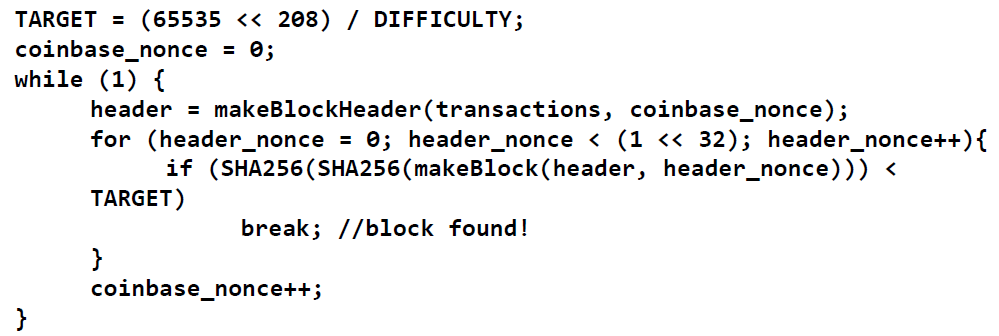 TARGET = (65535 << 208) / DIFFICULTY;
coinbase_nonce = 0;
while (1) {
header = makeBlockHeader(transactions, coinbase_nonce);
for (header_nonce = 0; header_nonce < (1 << 32); header_nonce++){
if (SHA256(SHA256(makeBlock(header, header_nonce))) <
TARGET)
break; //block found!
}
coinbase_nonce++;
}